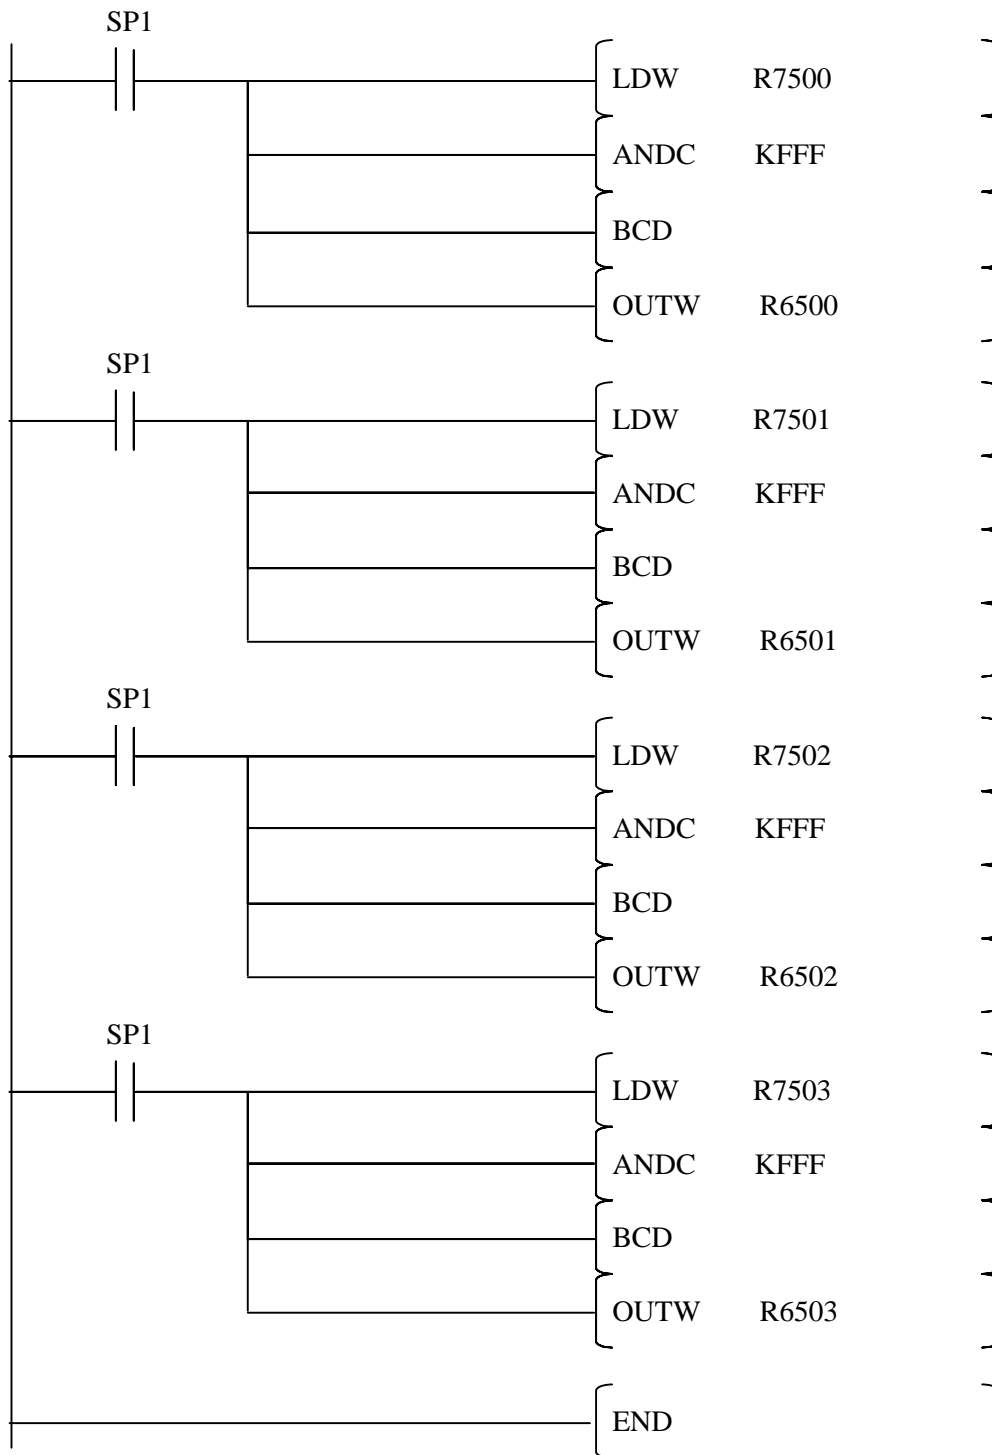 SP1
LDW R7500
ANDC KFFF
BCD
OUTW R6500
SP1
LDW R7501
ANDC KFFF
BCD
OUTW R6501
SP1
LDW R7502
ANDC KFFF
BCD
OUTW R6502
SP1
LDW R7503
ANDC KFFF
BCD
OUTW R6503
END